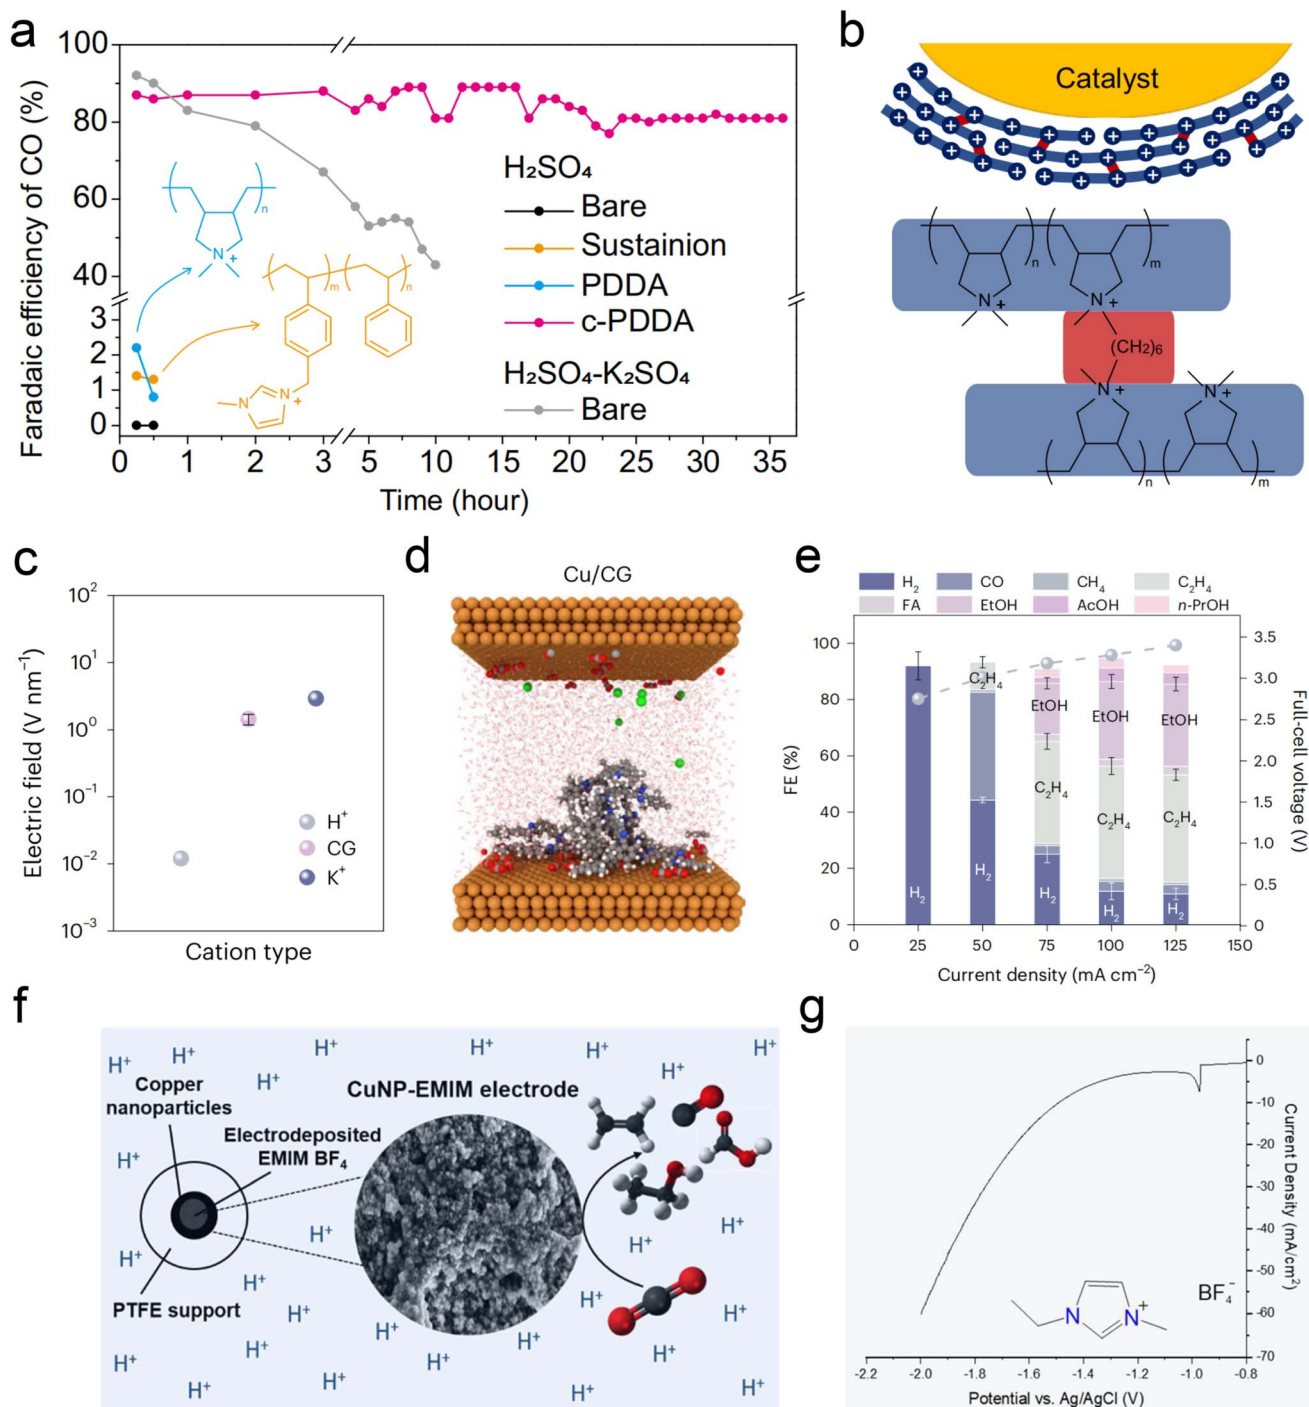 a
Faradaic efficiency of CO (%)
100
80
60
40
3
2
1
0
0 1 2 3 5 10 15 20 25 30 35
Time (hour)
n
N
+
m n
N
N
+
H₂SO₄
Bare
Sustainion
PDDA
c-PDDA
H₂SO₄-K₂SO₄
Bare
b
Catalyst
+ + + + + + + + + + + + + + + + + + + + + + + + + + +
n m
N + N +
(CH2)₆
N + N +
n m
c
Electric field (V nm⁻¹)
10²
10¹
10⁰
10⁻¹
10⁻²
10⁻³
H⁺
CG
K⁺
Cation type
d
Cu/CG
e
H₂ CO CH₄ C₂H₄
FA EtOH AcOH n-PrOH
FE (%)
100
80
60
40
20
0
H₂
C₂H₄
H₂
EtOH
C₂H₄
H₂
EtOH
C₂H₄
H₂
EtOH
C₂H₄
H₂
3.5
3.0
2.5
2.0
1.5
1.0
0.5
0
Full-cell voltage (V)
0 25 50 75 100 125 150
Current density (mA cm⁻²)
f
H⁺ H⁺ H⁺ H⁺ H⁺ H⁺
H⁺ H⁺
Copper
nanoparticles
CuNP-EMIM electrode
Electrodeposited
EMIM BF₄
H⁺
H⁺ H⁺ H⁺
H⁺ H⁺
PTFE support
H⁺ H⁺ H⁺
H⁺ H⁺ H⁺
H⁺ H⁺ H⁺
H⁺ H⁺ H⁺
g
0
-10
-20
-30
-40
-50
-60
-70
Current Density (mA/cm²)
N
N
+
BF₄⁻
-2.2 -2.0 -1.8 -1.6 -1.4 -1.2 -1.0 -0.8
Potential vs. Ag/AgCl (V)